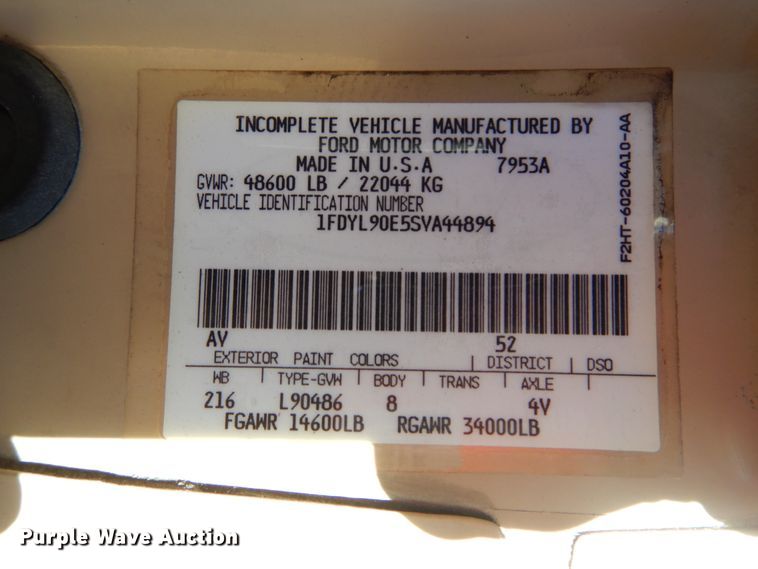 INCOMPLETE VEHICLE MANUFACTURED BY
FORD MOTOR COMPANY
MADE IN U.S.A 7953A
GVWR: 48600 LB / 22044 KG
VEHICLE IDENTIFICATION NUMBER
1FDYL90E5SVA44894
F2HT-60204A10-AA
AV 52
EXTERIOR PAINT COLORS DISTRICT DSO
WB TYPE-GVW BODY TRANS AXLE
216 L90486 8 4V
FGAWR 14600LB RGAWR 34000LB
Purple Wave Auction